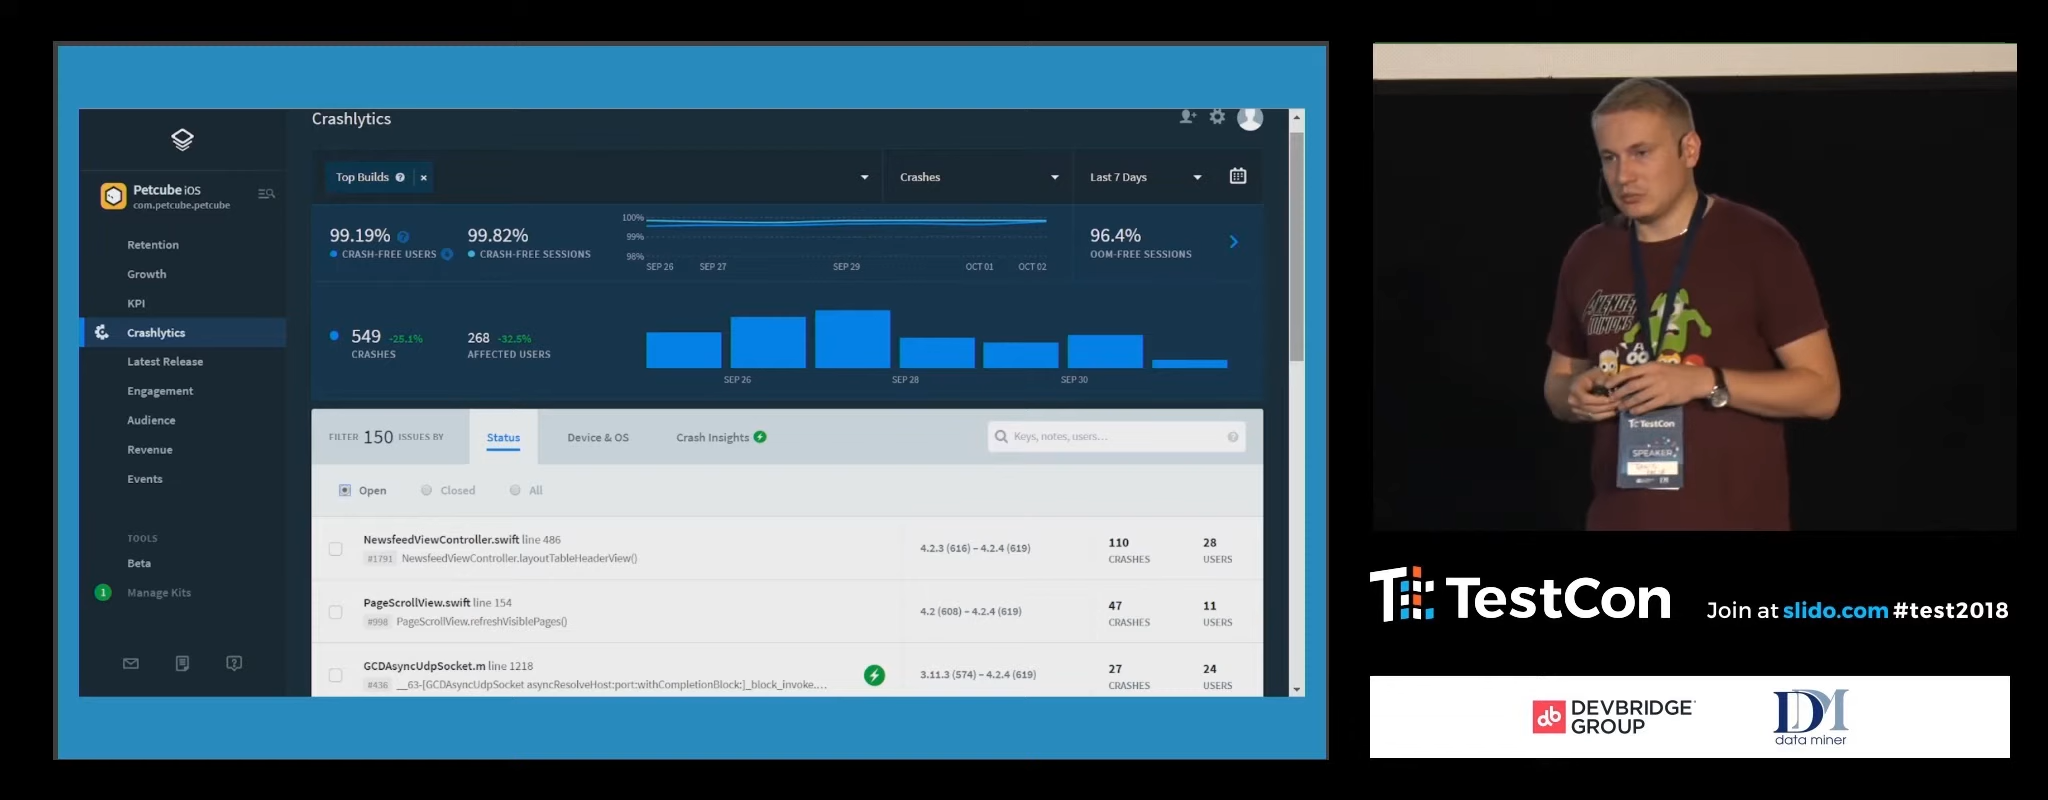 Crashlytics
Petcube iOS
com.petcube.petcube
Retention
Growth
KPI
Crashlytics
Latest Release
Engagement
Audience
Revenue
Events
TOOLS
Beta
1 Manage Kits
Top Builds ? ×
Crashes
Last 7 Days
99.19% ?
CRASH-FREE USERS
99.82%
CRASH-FREE SESSIONS
100%
99%
96%
SEP 26 SEP 27 SEP 29 OCT 01 OCT 02
96.4%
OOM-FREE SESSIONS
549 -25.1%
CRASHES
268 -32.5%
AFFECTED USERS
SEP 26 SEP 28 SEP 30
FILTER 150 ISSUES BY
Status
Device & OS
Crash Insights
Keys, notes, users...
Open Closed All
NewsfeedViewController.swift line 486
#1791 NewsfeedViewController.layoutTableHeaderView()
4.2.3 (616) – 4.2.4 (619)
110
CRASHES
28
USERS
PageScrollView.swift line 154
#998 PageScrollView.refreshVisiblePages()
4.2 (608) – 4.2.4 (619)
47
CRASHES
11
USERS
GCDAsyncUdpSocket.m line 1218
#436 __63-[GCDAsyncUdpSocket asyncResolveHost:port:withCompletionBlock:]_block_invoke....
3.11.3 (574) – 4.2.4 (619)
27
CRASHES
24
USERS
TestCon
SPEAKER
TestCon
Join at slido.com #test2018
db DEVBRIDGE
GROUP
DM
data miner